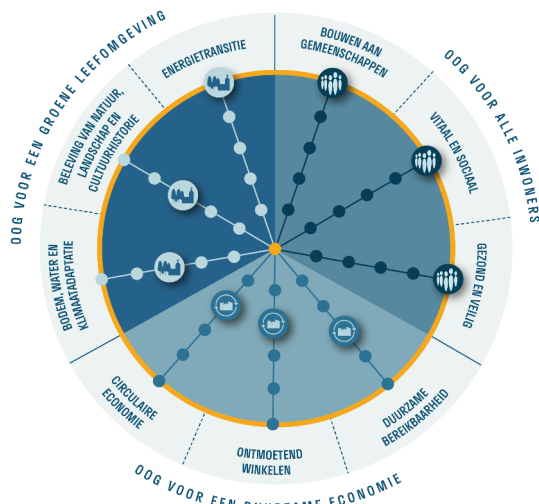 OOG VOOR EEN GROENE LEEFOMGEVING
ENERGIETRANSITIE
BOUWEN AAN
GEMEENSCHAPPEN
OOG VOOR ALLE INWONERS
BELEVING VAN NATUUR,
LANDSCHAP EN
CULTUURHISTORIE
VITAAL EN SOCIAAL
BODEM, WATER EN
KLIMAATADAPTATIE
GEZOND EN VEILIG
CIRCULAIRE
ECONOMIE
ONTMOETEND
WINKELEN
DUURZAME
BEREIKBAARHEID
OOG VOOR EEN DUURZAME ECONOMIE